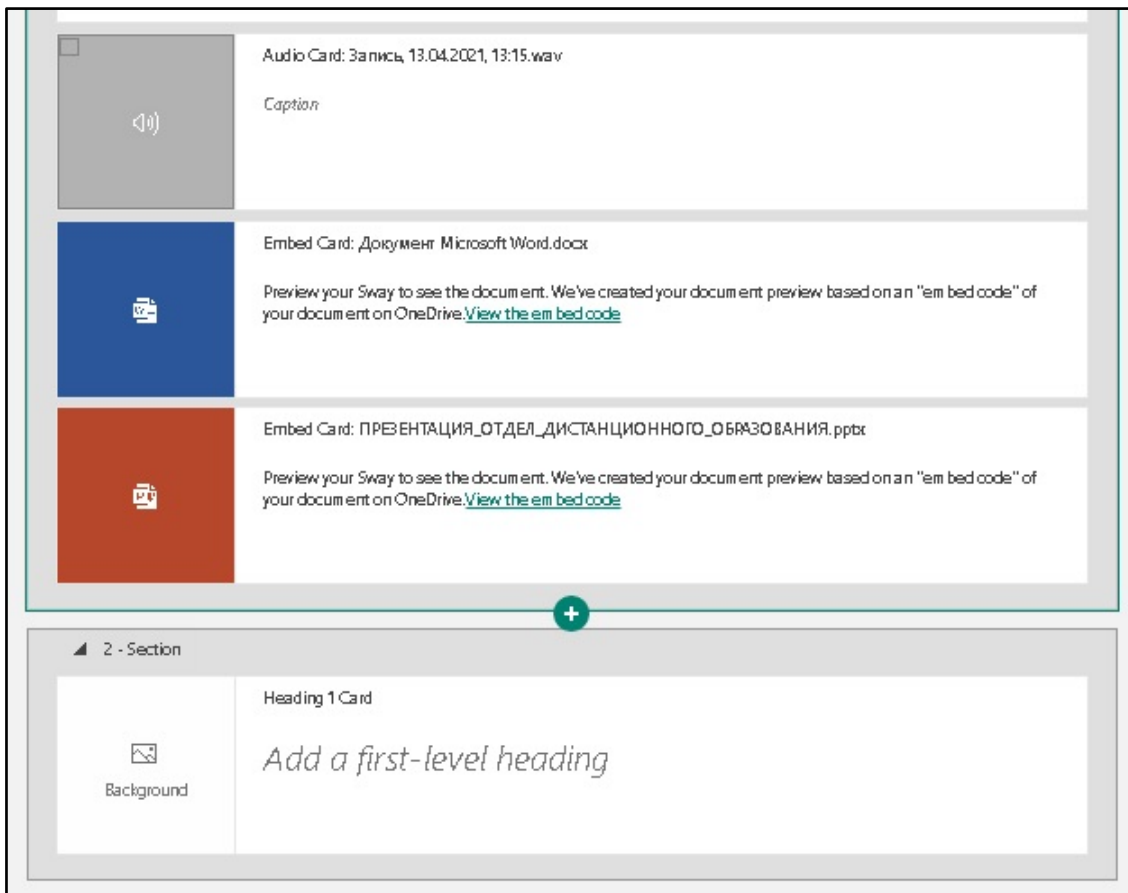 Audio Card: Запись, 13.04.2021, 13:15.wav
Caption
Embed Card: Документ Microsoft Word.docx
Preview your Sway to see the document. We've created your document preview based on an "embed code" of
your document on OneDrive.View the embed code
Embed Card: ПРЕЗЕНТАЦИЯ_ОТДЕЛ_ДИСТАНЦИОННОГО_ОБРАЗОВАНИЯ.pptx
Preview your Sway to see the document. We've created your document preview based on an "embed code" of
your document on OneDrive.View the embed code
2 - Section
Heading 1 Card
Add a first-level heading
Background